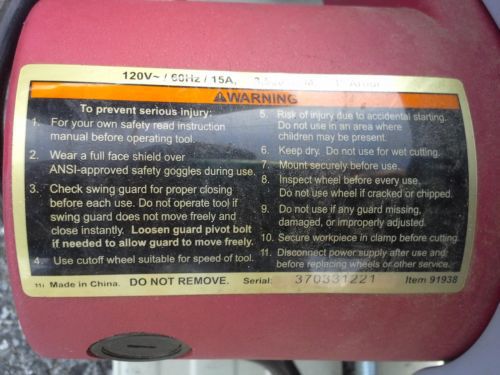 120V~ / 60Hz / 15A,
⚠WARNING
To prevent serious injury:
1. For your own safety read instruction
manual before operating tool.
2. Wear a full face shield over
ANSI-approved safety goggles during use.
3. Check swing guard for proper closing
before each use. Do not operate tool if
swing guard does not move freely and
close instantly. Loosen guard pivot bolt
if needed to allow guard to move freely.
4. Use cutoff wheel suitable for speed of tool.
5. Risk of injury due to accidental starting.
Do not use in an area where
children may be present.
6. Keep dry. Do not use for wet cutting.
7. Mount securely before use.
8. Inspect wheel before every use.
Do not use wheel if cracked or chipped.
9. Do not use if any guard missing,
damaged, or improperly adjusted.
10. Secure workpiece in clamp before cutting.
11. Disconnect power supply after use and
before replacing wheels or other service.
11i Made in China. DO NOT REMOVE. Serial: 370331221 Item 91938